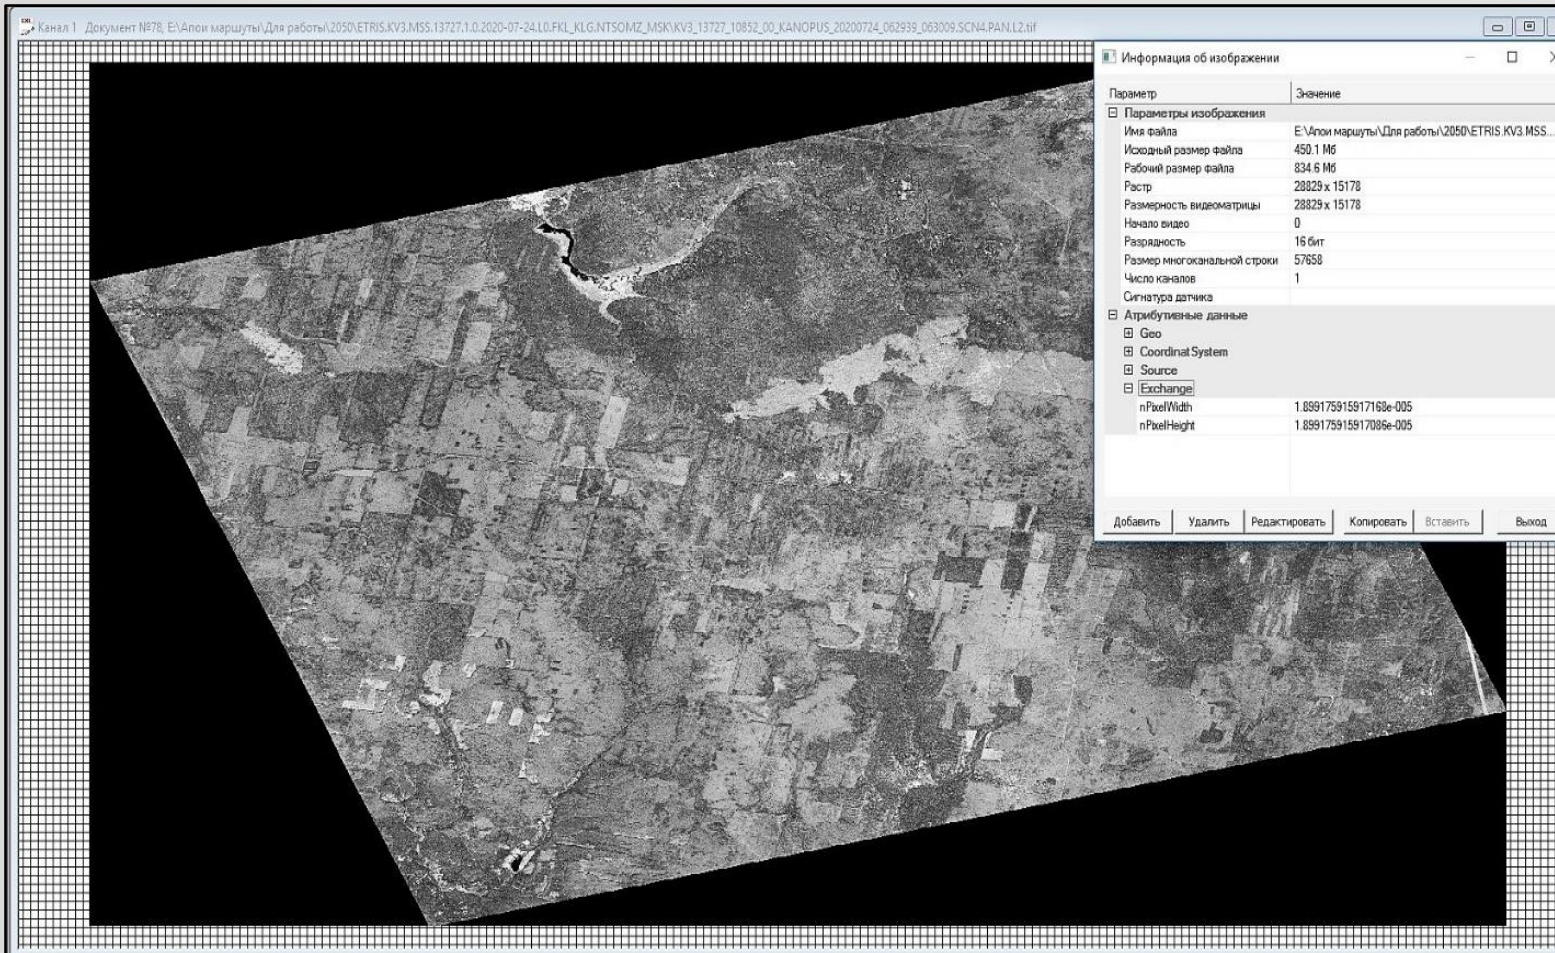 Канал 1 Документ №78, E:\Апои маршуты\Для работы\2050\ETRIS.KV3.MSS.13727.1.0.2020-07-24.L0.FKL_KLG.NTSOMZ_MSK\KV3_13727_10852_00_KANOPUS_20200724_062939_063009.SCN4.PAN.L2.tif
Информация об изображении
Параметр Значение
Параметры изображения
Имя файла E:\Апои маршуты\Для работы\2050\ETRIS.KV3.MSS...
Исходный размер файла 450.1 Мб
Рабочий размер файла 834.6 Мб
Растр 28829 x 15178
Размерность видеоматрицы 28829 x 15178
Начало видео 0
Разрядность 16 бит
Размер многоканальной строки 57658
Число каналов 1
Сигнатура датчика
Атрибутивные данные
Geo
CoordinatSystem
Source
Exchange
nPixelWidth 1.899175915917168e-005
nPixelHeight 1.899175915917086e-005
Добавить Удалить Редактировать Копировать Вставить Выход